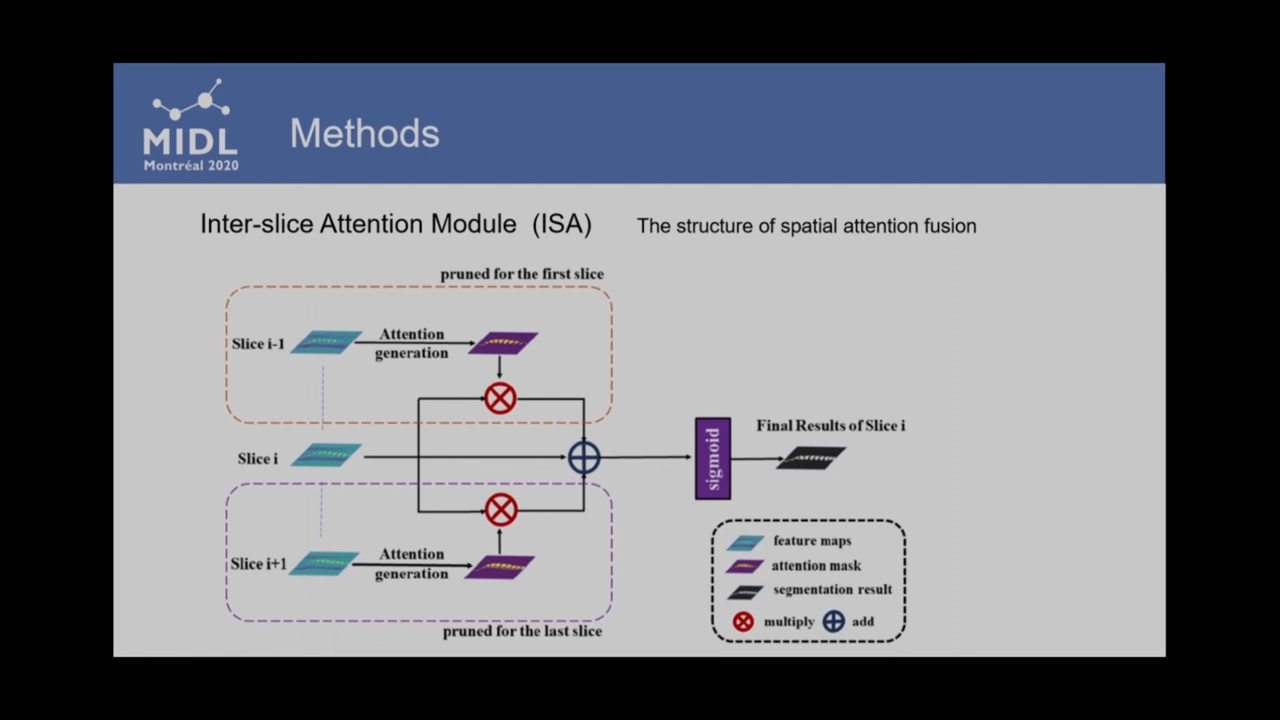 MIDL
Montréal 2020
Methods
Inter-slice Attention Module (ISA)
The structure of spatial attention fusion
pruned for the first slice
Slice i-1
Attention
generation
Final Results of Slice i
Slice i
sigmoid
Slice i+1
Attention
generation
pruned for the last slice
feature maps
attention mask
segmentation result
multiply
add